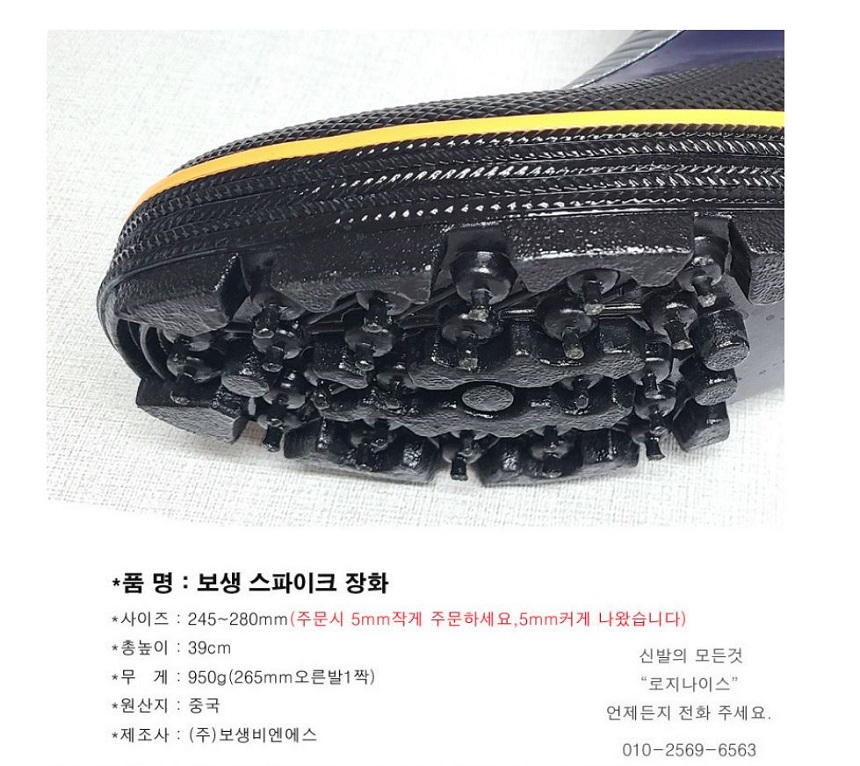 *품 명 : 보생 스파이크 장화
*사이즈 : 245~280mm(주문시 5mm작게 주문하세요,5mm커게 나왔습니다)
*총높이 : 39cm
*무 게 : 950g(265mm오른발1짝)
*원산지 : 중국
*제조사 : (주)보생비엔에스
신발의 모든것
“로지나이스”
언제든지 전화 주세요.
010-2569-6563